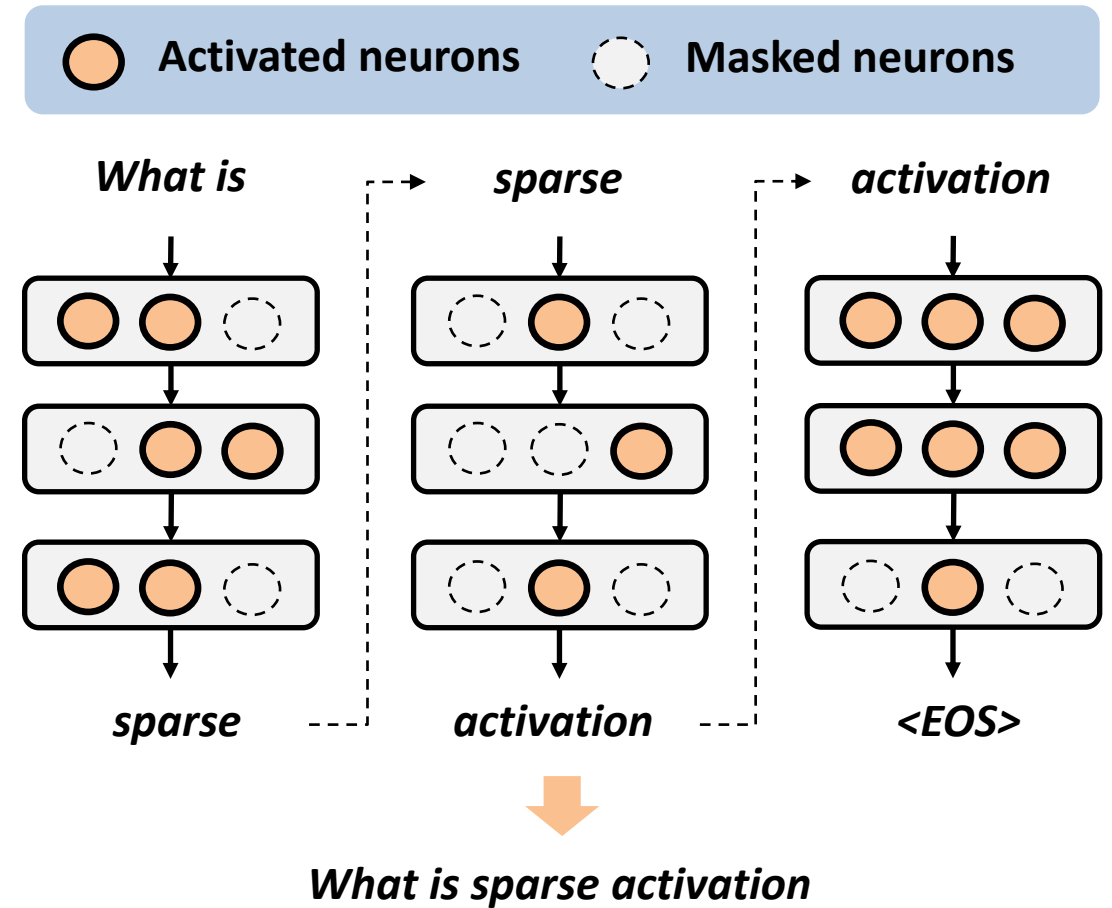 Activated neurons Masked neurons
What is sparse activation
sparse activation <EOS>
What is sparse activation